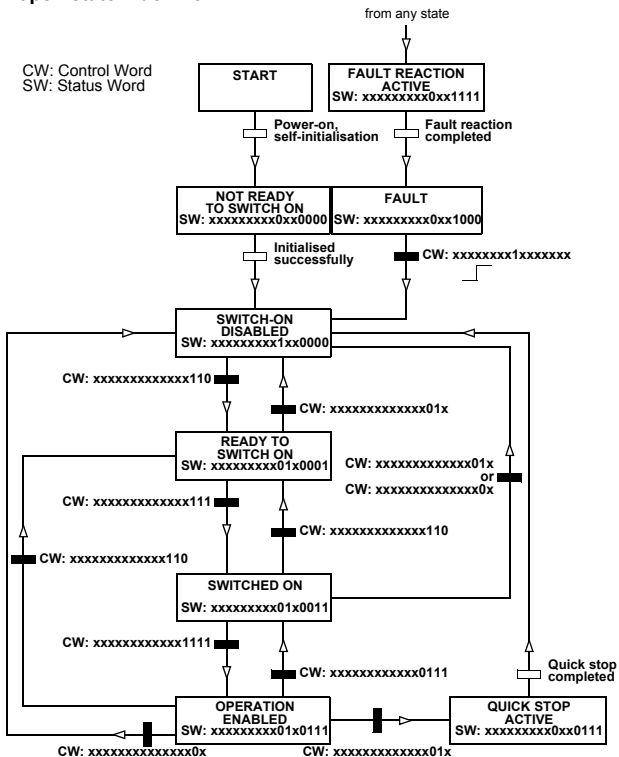 from any state
CW: Control Word
SW: Status Word
START
FAULT REACTION
ACTIVE
SW: xxxxxxxxx0xx1111
Power-on,
self-initialisation
Fault reaction
completed
NOT READY
TO SWITCH ON
SW: xxxxxxxxx0xx0000
FAULT
SW: xxxxxxxxx0xx1000
Initialised
successfully
CW: xxxxxxxx1xxxxxxx
SWITCH-ON
DISABLED
SW: xxxxxxxxx1xx0000
CW: xxxxxxxxxxxxx110
CW: xxxxxxxxxxxxx01x
READY TO
SWITCH ON
SW: xxxxxxxxx01x0001
CW: xxxxxxxxxxxxx01x
or
CW: xxxxxxxxxxxxxx0x
CW: xxxxxxxxxxxxx111
CW: xxxxxxxxxxxxx110
CW: xxxxxxxxxxxxx110
SWITCHED ON
SW: xxxxxxxxx01x0011
CW: xxxxxxxxxxxx1111
CW: xxxxxxxxxxxx0111
Quick stop
completed
OPERATION
ENABLED
SW: xxxxxxxxx01x0111
QUICK STOP
ACTIVE
SW: xxxxxxxxx0xx0111
CW: xxxxxxxxxxxxxx0x
CW: xxxxxxxxxxxxx01x